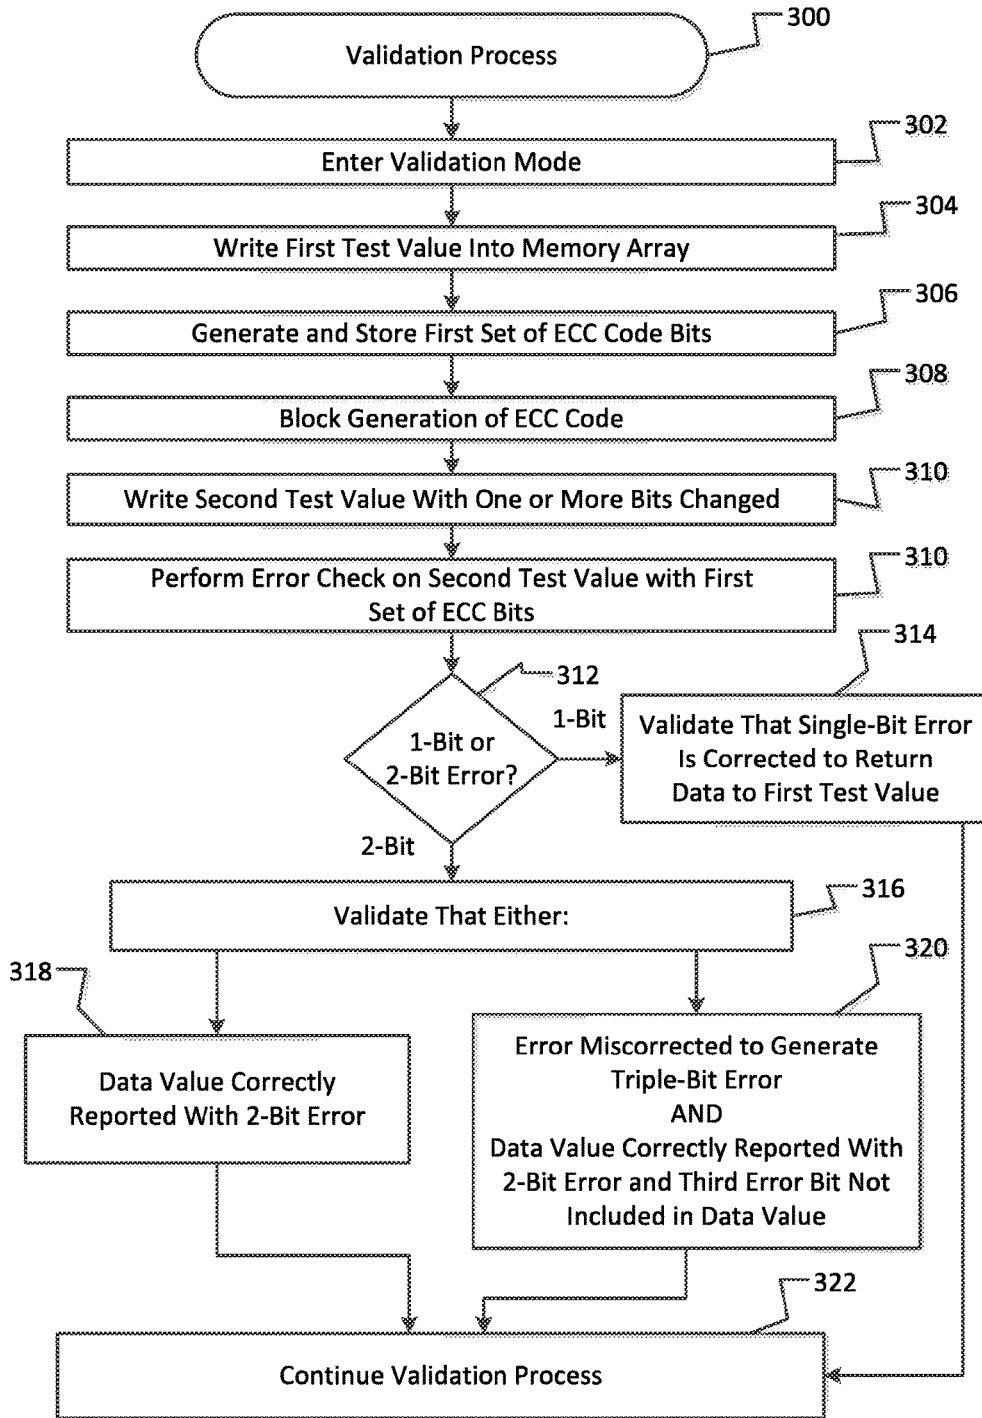 300
Validation Process
302
Enter Validation Mode
304
Write First Test Value Into Memory Array
306
Generate and Store First Set of ECC Code Bits
308
Block Generation of ECC Code
310
Write Second Test Value With One or More Bits Changed
310
Perform Error Check on Second Test Value with First
Set of ECC Bits
314
312
1-Bit
1-Bit or
2-Bit Error?
Validate That Single-Bit Error
Is Corrected to Return
Data to First Test Value
2-Bit
316
Validate That Either:
318
320
Data Value Correctly
Reported With 2-Bit Error
Error Miscorrected to Generate
Triple-Bit Error
AND
Data Value Correctly Reported With
2-Bit Error and Third Error Bit Not
Included in Data Value
322
Continue Validation Process